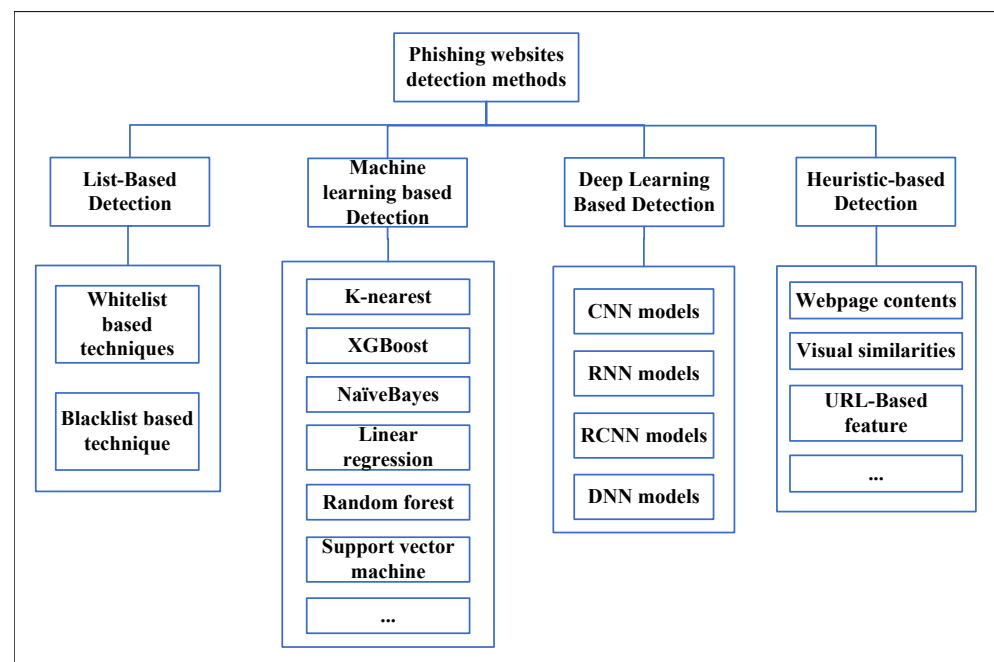 Phishing websites
detection methods
List-Based
Detection
Machine
learning based
Detection
Deep Learning
Based Detection
Heuristic-based
Detection
Whitelist
based
techniques
Blacklist based
technique
K-nearest
XGBoost
NaïveBayes
Linear
regression
Random forest
Support vector
machine
...
CNN models
RNN models
RCNN models
DNN models
Webpage contents
Visual similarities
URL-Based
feature
...